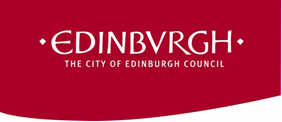 ·EDINBVRGH·
THE CITY OF EDINBURGH COUNCIL